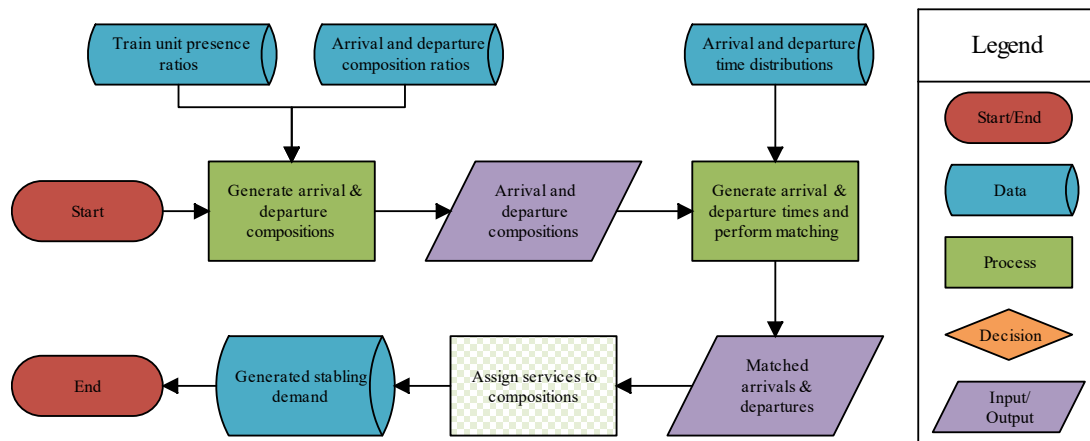 Train unit presence
ratios
Arrival and departure
composition ratios
Arrival and departure
time distributions
Start
Generate arrival &
departure
compositions
Arrival and
departure
compositions
Generate arrival &
departure times and
perform matching
End
Generated stabling
demand
Assign services to
compositions
Matched
arrivals &
departures
Legend
Start/End
Data
Process
Decision
Input/
Output